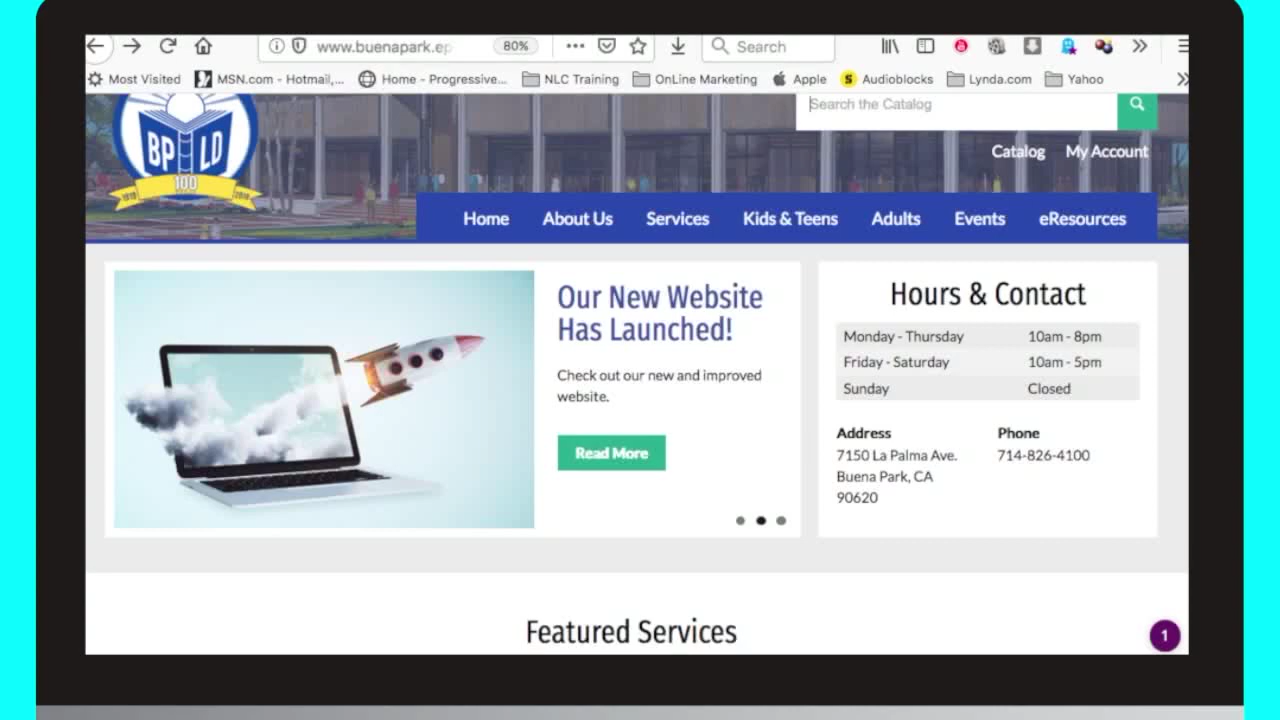 www.buenapark.ep
80%
Search
Most Visited
MSN.com - Hotmail,...
Home - Progressive...
NLC Training
OnLine Marketing
Apple
S
Audioblocks
Lynda.com
Yahoo
Search the Catalog
BP LD
100
Catalog
My Account
Home
About Us
Services
Kids & Teens
Adults
Events
eResources
Our New Website
Has Launched!
Check out our new and improved
website.
Read More
Hours & Contact
Monday - Thursday 10am - 8pm
Friday - Saturday 10am - 5pm
Sunday Closed
Address
7150 La Palma Ave.
Buena Park, CA
90620
Phone
714-826-4100
Featured Services
1